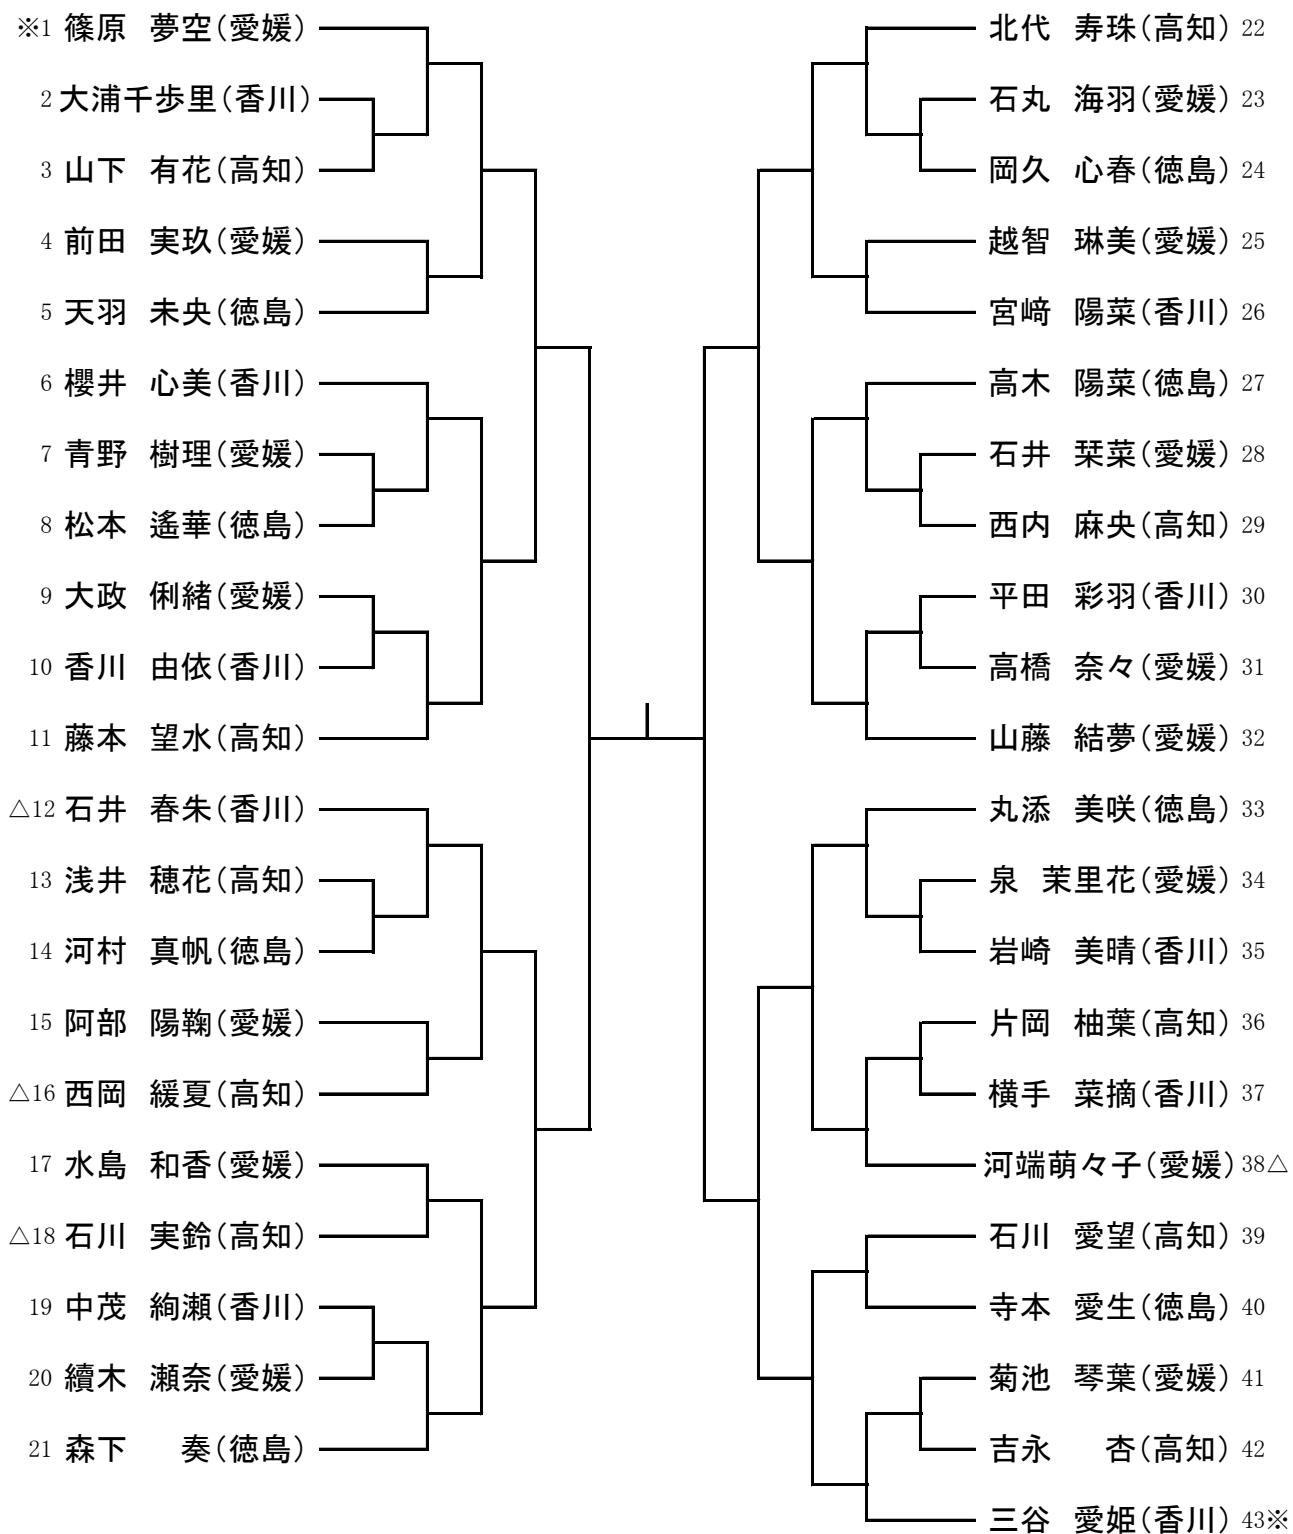 ※1 篠原 夢空(愛媛)
2 大浦千歩里(香川)
3 山下 有花(高知)
4 前田 実玖(愛媛)
5 天羽 未央(徳島)
6 櫻井 心美(香川)
7 青野 樹理(愛媛)
8 松本 遙華(徳島)
9 大政 俐緒(愛媛)
10 香川 由依(香川)
11 藤本 望水(高知)
△12 石井 春朱(香川)
13 浅井 穂花(高知)
14 河村 真帆(徳島)
15 阿部 陽鞠(愛媛)
△16 西岡 緩夏(高知)
17 水島 和香(愛媛)
△18 石川 実鈴(高知)
19 中茂 絢瀬(香川)
20 續木 瀬奈(愛媛)
21 森下 奏(徳島)
北代 寿珠(高知) 22
石丸 海羽(愛媛) 23
岡久 心春(徳島) 24
越智 琳美(愛媛) 25
宮﨑 陽菜(香川) 26
高木 陽菜(徳島) 27
石井 栞菜(愛媛) 28
西内 麻央(高知) 29
平田 彩羽(香川) 30
高橋 奈々(愛媛) 31
山藤 結夢(愛媛) 32
丸添 美咲(徳島) 33
泉 茉里花(愛媛) 34
岩崎 美晴(香川) 35
片岡 柚葉(高知) 36
横手 菜摘(香川) 37
河端萌々子(愛媛) 38△
石川 愛望(高知) 39
寺本 愛生(徳島) 40
菊池 琴葉(愛媛) 41
吉永 杏(高知) 42
三谷 愛姫(香川) 43※